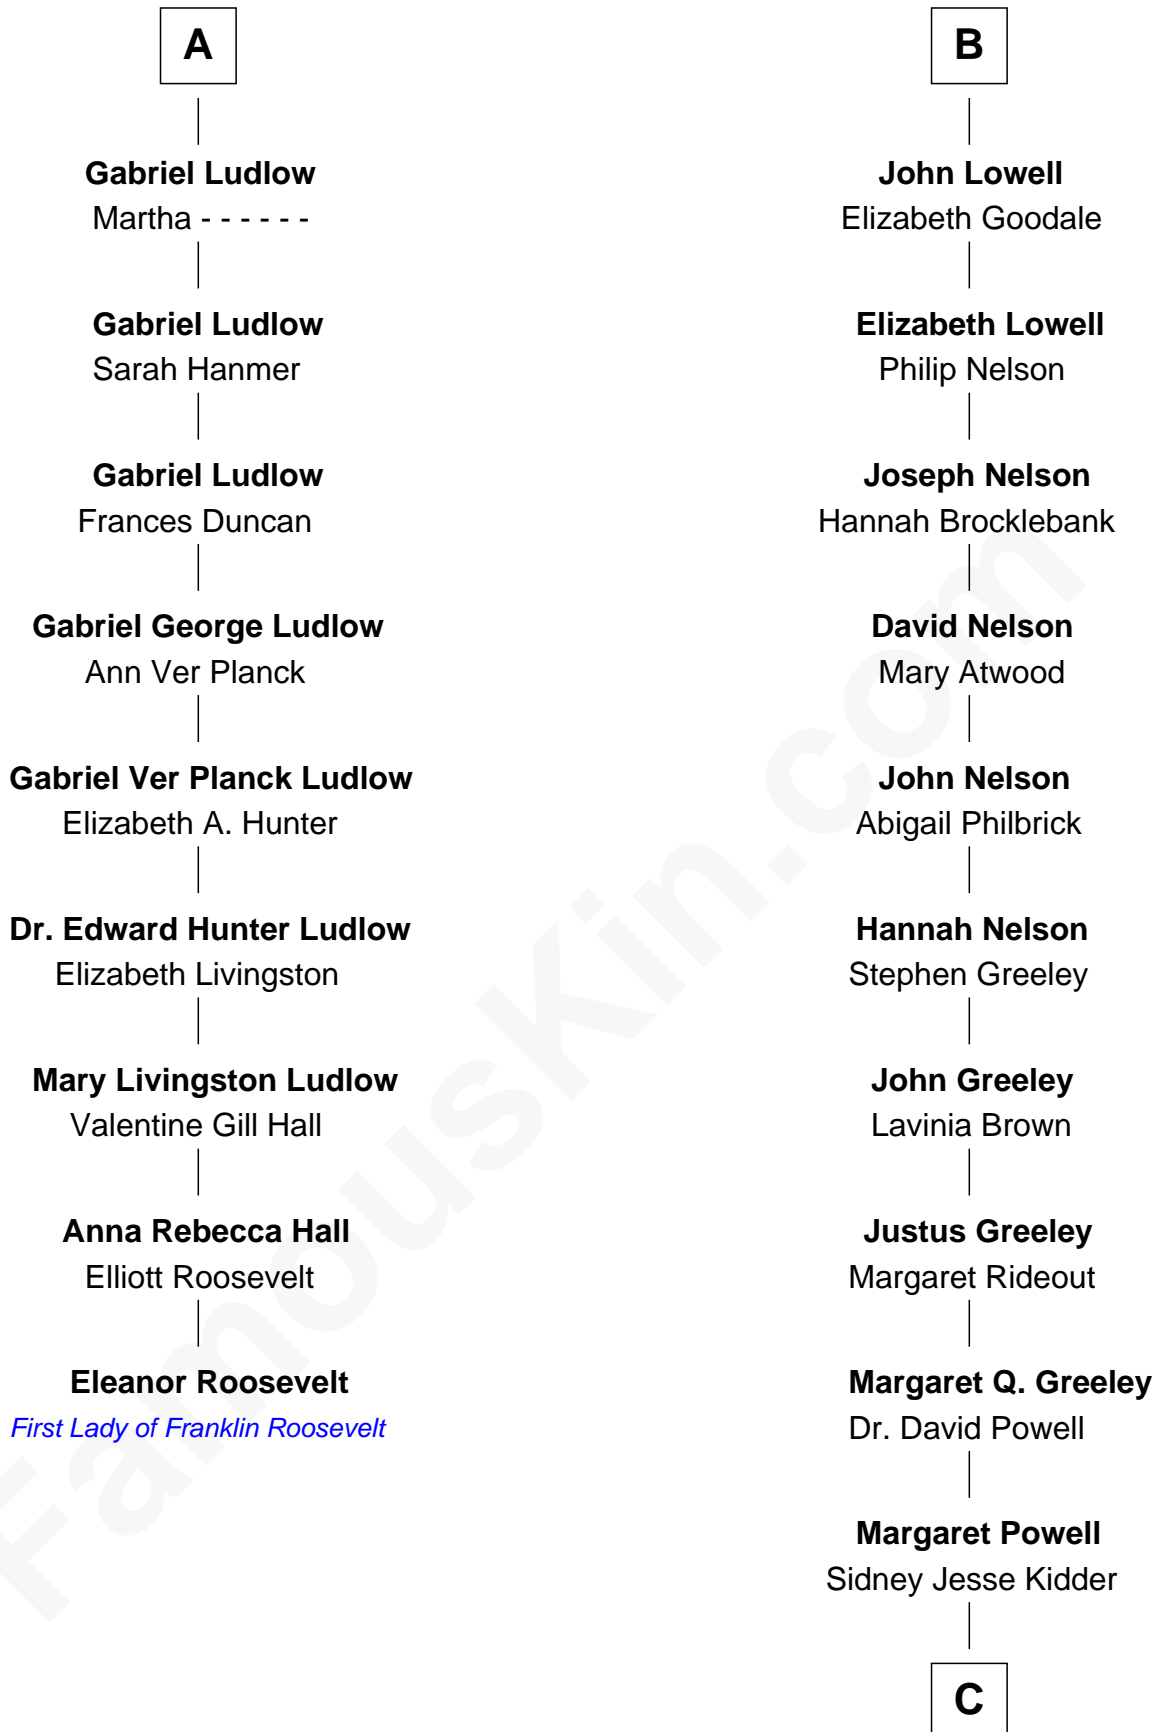 A
Gabriel Ludlow
Martha - - - - - -
Gabriel Ludlow
Sarah Hanmer
Gabriel Ludlow
Frances Duncan
Gabriel George Ludlow
Ann Ver Planck
Gabriel Ver Planck Ludlow
Elizabeth A. Hunter
Dr. Edward Hunter Ludlow
Elizabeth Livingston
Mary Livingston Ludlow
Valentine Gill Hall
Anna Rebecca Hall
Elliott Roosevelt
Eleanor Roosevelt
First Lady of Franklin Roosevelt
B
John Lowell
Elizabeth Goodale
Elizabeth Lowell
Philip Nelson
Joseph Nelson
Hannah Brocklebank
David Nelson
Mary Atwood
John Nelson
Abigail Philbrick
Hannah Nelson
Stephen Greeley
John Greeley
Lavinia Brown
Justus Greeley
Margaret Rideout
Margaret Q. Greeley
Dr. David Powell
Margaret Powell
Sidney Jesse Kidder
C
FamousKin.com